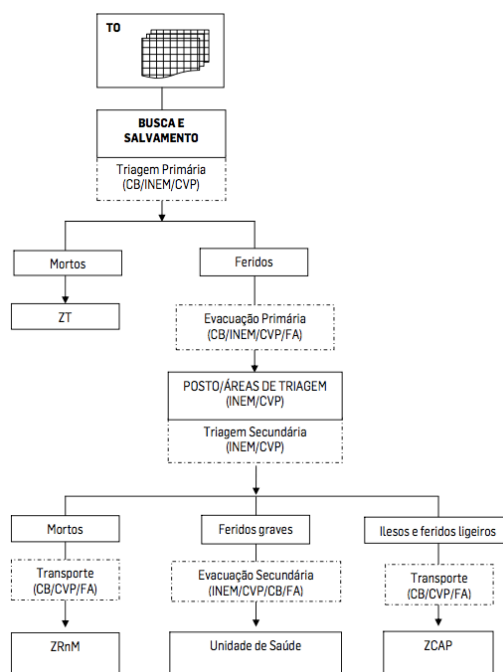 TO
BUSCA E
SALVAMENTO
Triagem Primária
(CB/INEM/CVP)
Mortos
Feridos
ZT
Evacuação Primária
(CB/INEM/CVP/FA)
POSTO/ÁREAS DE TRIAGEM
(INEM/CVP)
Triagem Secundária
(INEM/CVP)
Mortos
Feridos graves
Ilesos e feridos ligeiros
Transporte
(CB/CVP/FA)
Evacuação Secundária
(INEM/CVP/CB/FA)
Transporte
(CB/CVP/FA)
ZRnM
Unidade de Saúde
ZCAP